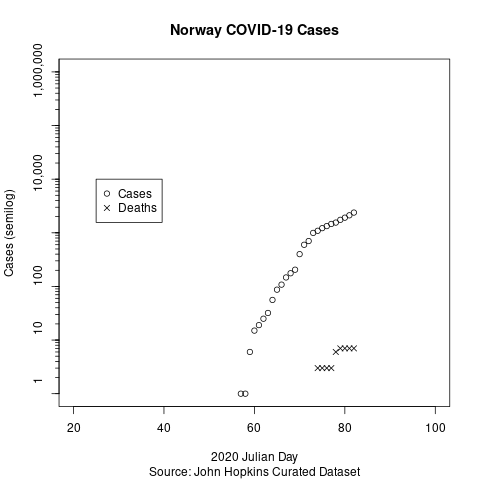 Norway COVID-19 Cases
Cases (semilog)
1,000,000
10,000
100
10
1
Cases
Deaths
20 40 60 80 100
2020 Julian Day
Source: John Hopkins Curated Dataset